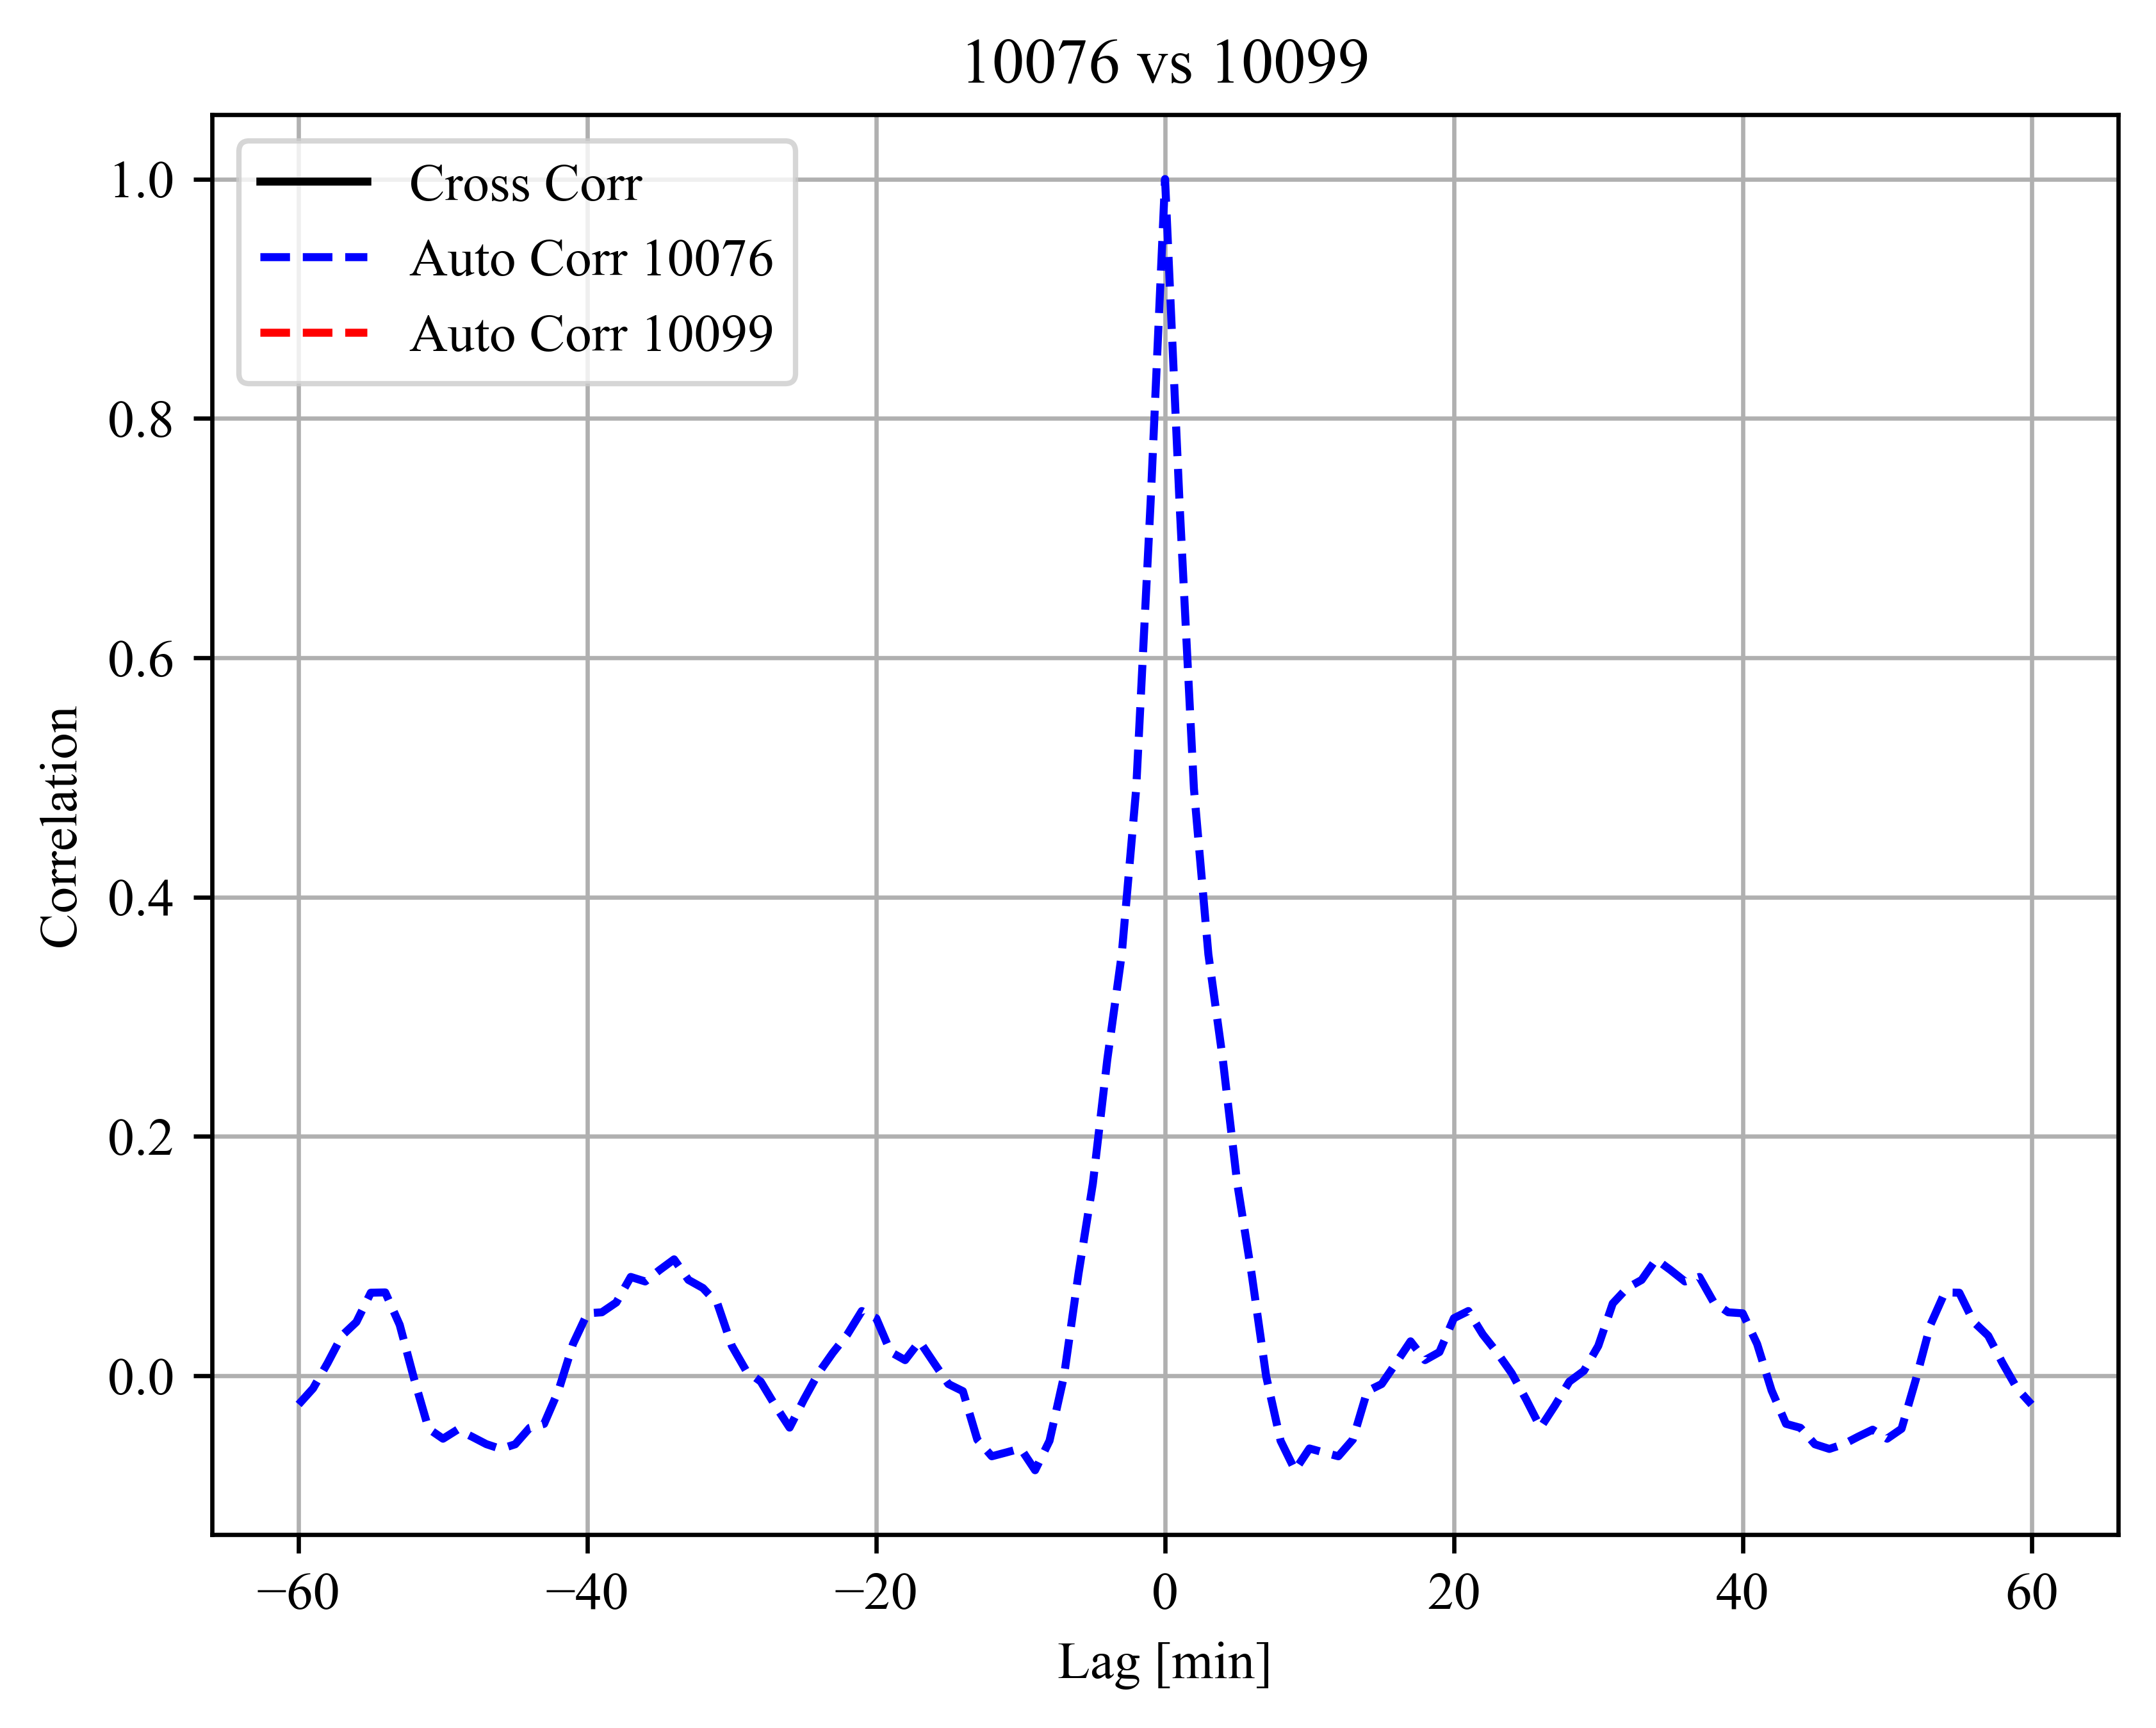 10076 vs 10099
Cross Corr
Auto Corr 10076
Auto Corr 10099
1.0
0.8
0.6
0.4
0.2
0.0
Correlation
−60 −40 −20 0 20 40 60
Lag [min]